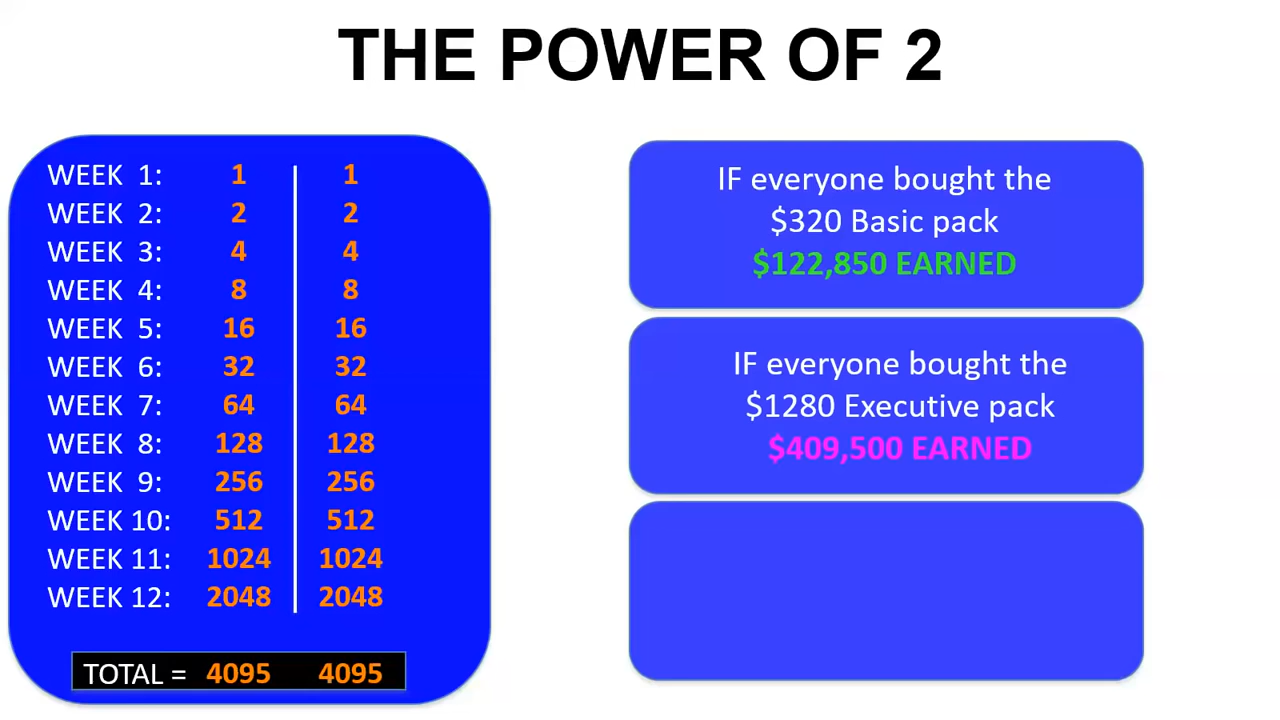 THE POWER OF 2
WEEK 1: 1 1
WEEK 2: 2 2
WEEK 3: 4 4
WEEK 4: 8 8
WEEK 5: 16 16
WEEK 6: 32 32
WEEK 7: 64 64
WEEK 8: 128 128
WEEK 9: 256 256
WEEK 10: 512 512
WEEK 11: 1024 1024
WEEK 12: 2048 2048
TOTAL = 4095 4095
IF everyone bought the
$320 Basic pack
$122,850 EARNED
IF everyone bought the
$1280 Executive pack
$409,500 EARNED